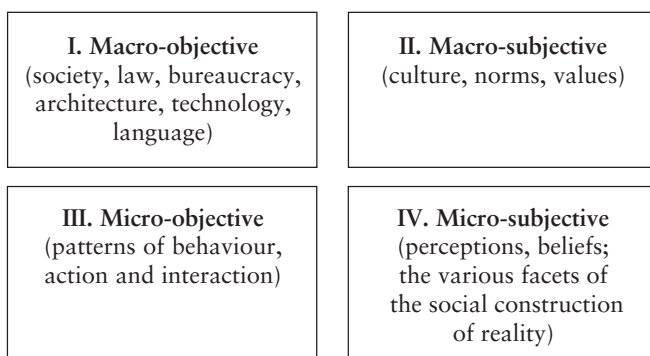 I. Macro-objective
(society, law, bureaucracy,
architecture, technology,
language)
II. Macro-subjective
(culture, norms, values)
III. Micro-objective
(patterns of behaviour,
action and interaction)
IV. Micro-subjective
(perceptions, beliefs;
the various facets of
the social construction
of reality)